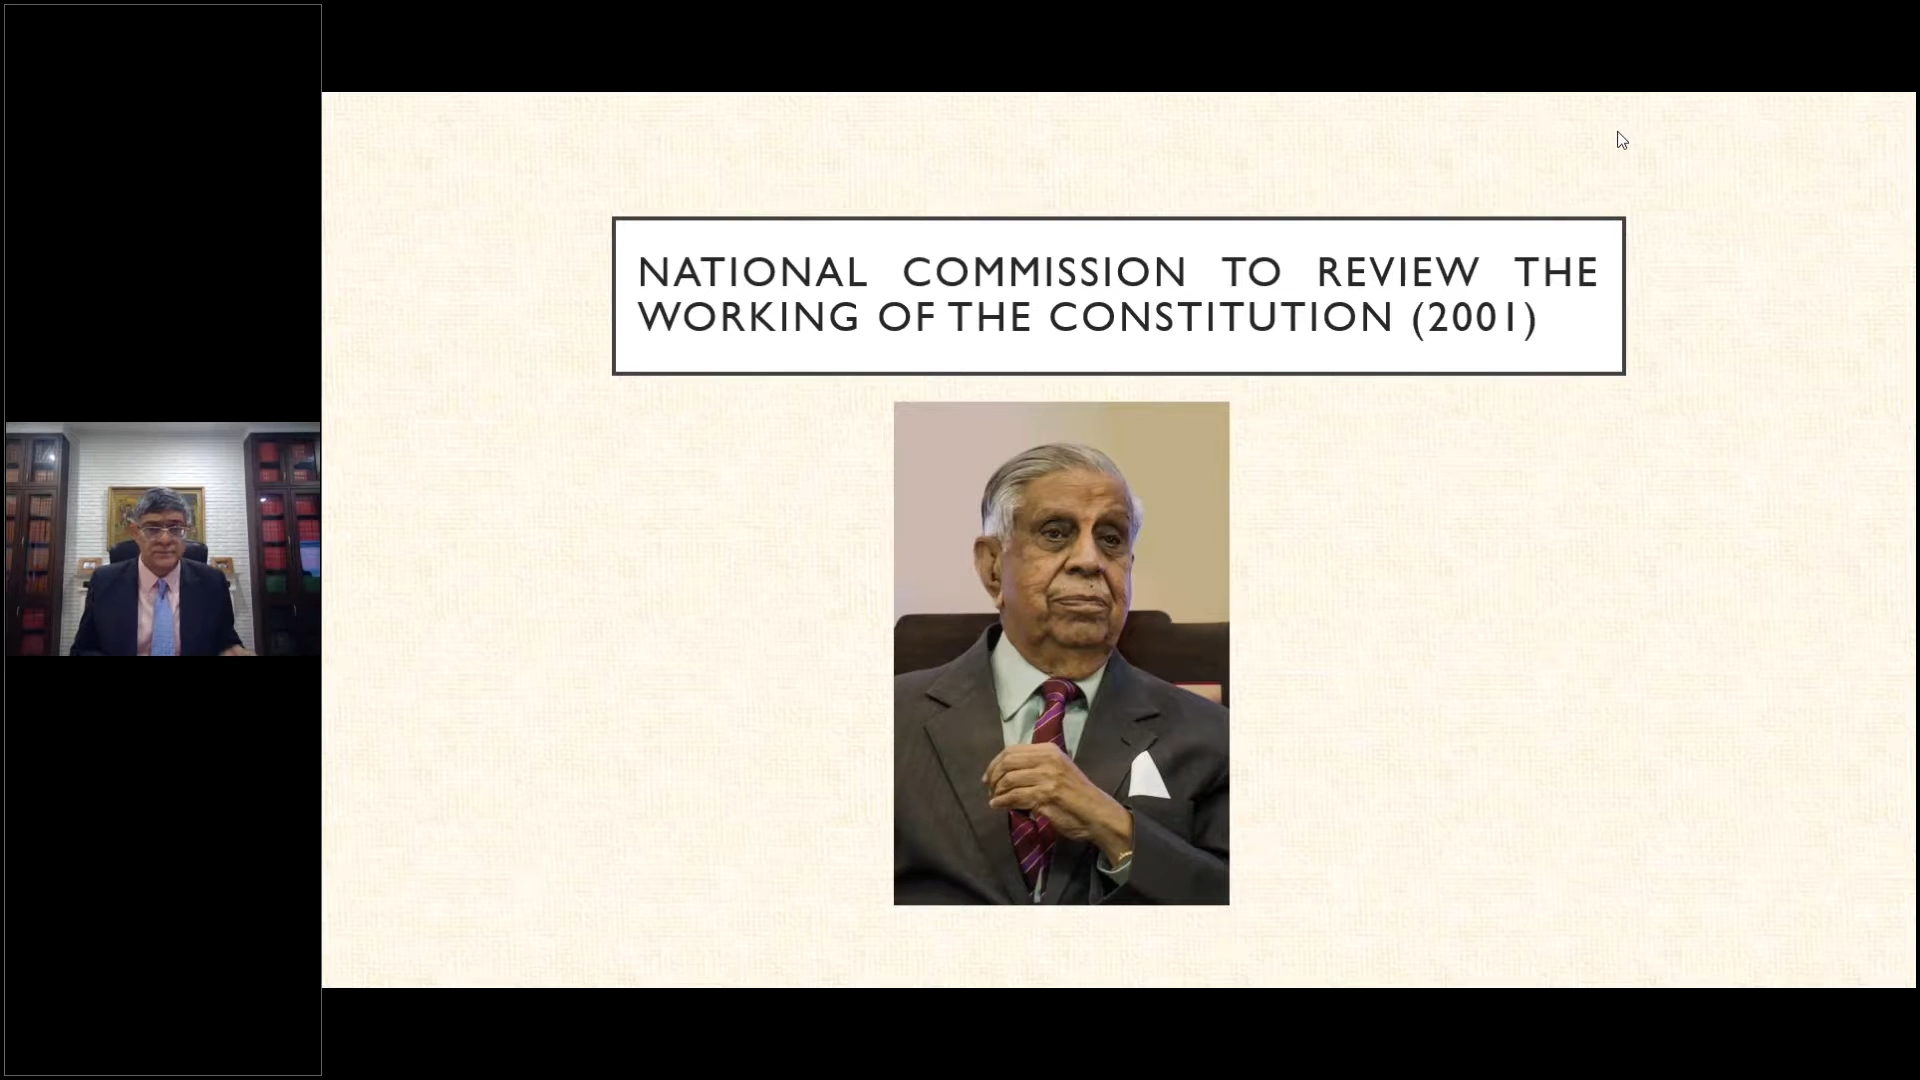 NATIONAL COMMISSION TO REVIEW THE
WORKING OF THE CONSTITUTION (2001)